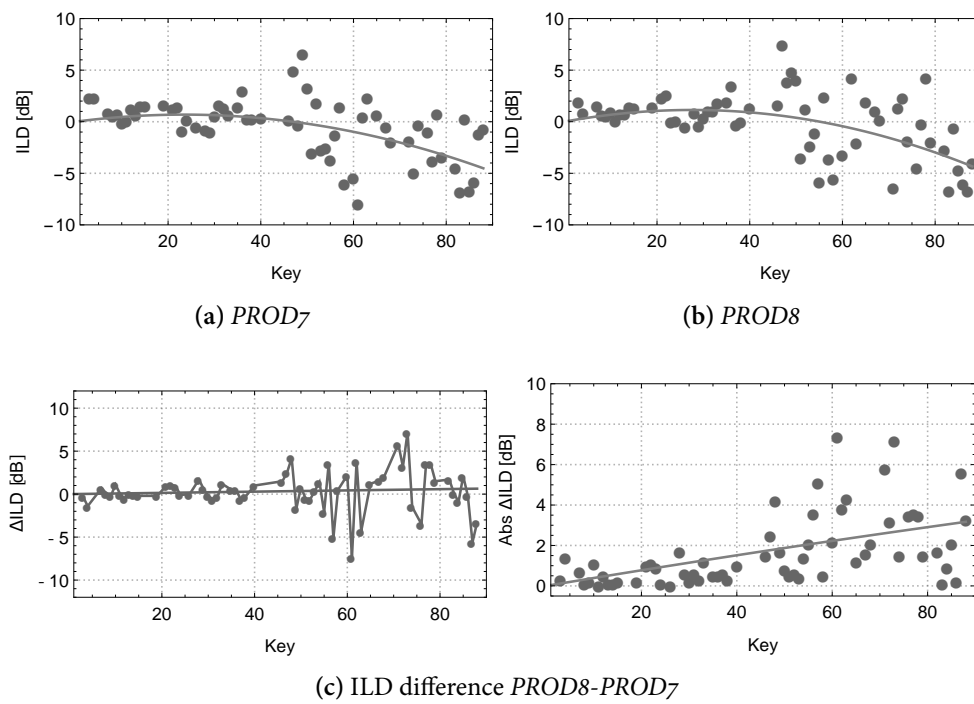 10
5
0
−5
−10
ILD [dB]
20 40 60 80
Key
(a) PROD7
10
5
0
−5
−10
ILD [dB]
20 40 60 80
Key
(b) PROD8
10
5
0
-5
-10
ΔILD [dB]
0 20 40 60 80
Key
8
6
4
2
0
Abs ΔILD [dB]
0 20 40 60 80
Key
(c) ILD difference PROD8-PROD7